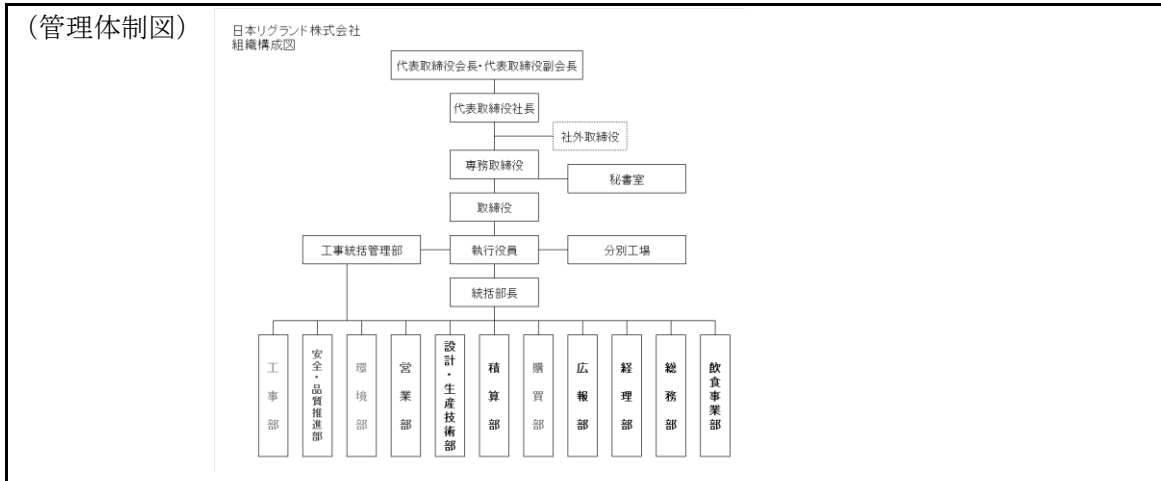 （管理体制図）
日本リグランド株式会社
組織構成図
代表取締役会長・代表取締役副会長
代表取締役社長
社外取締役
専務取締役
秘書室
取締役
工事統括管理部
執行役員
分別工場
統括部長
工事部
安全・品質推進部
環境部
営業部
設計・生産技術部
積算部
購買部
広報部
経理部
総務部
飲食事業部